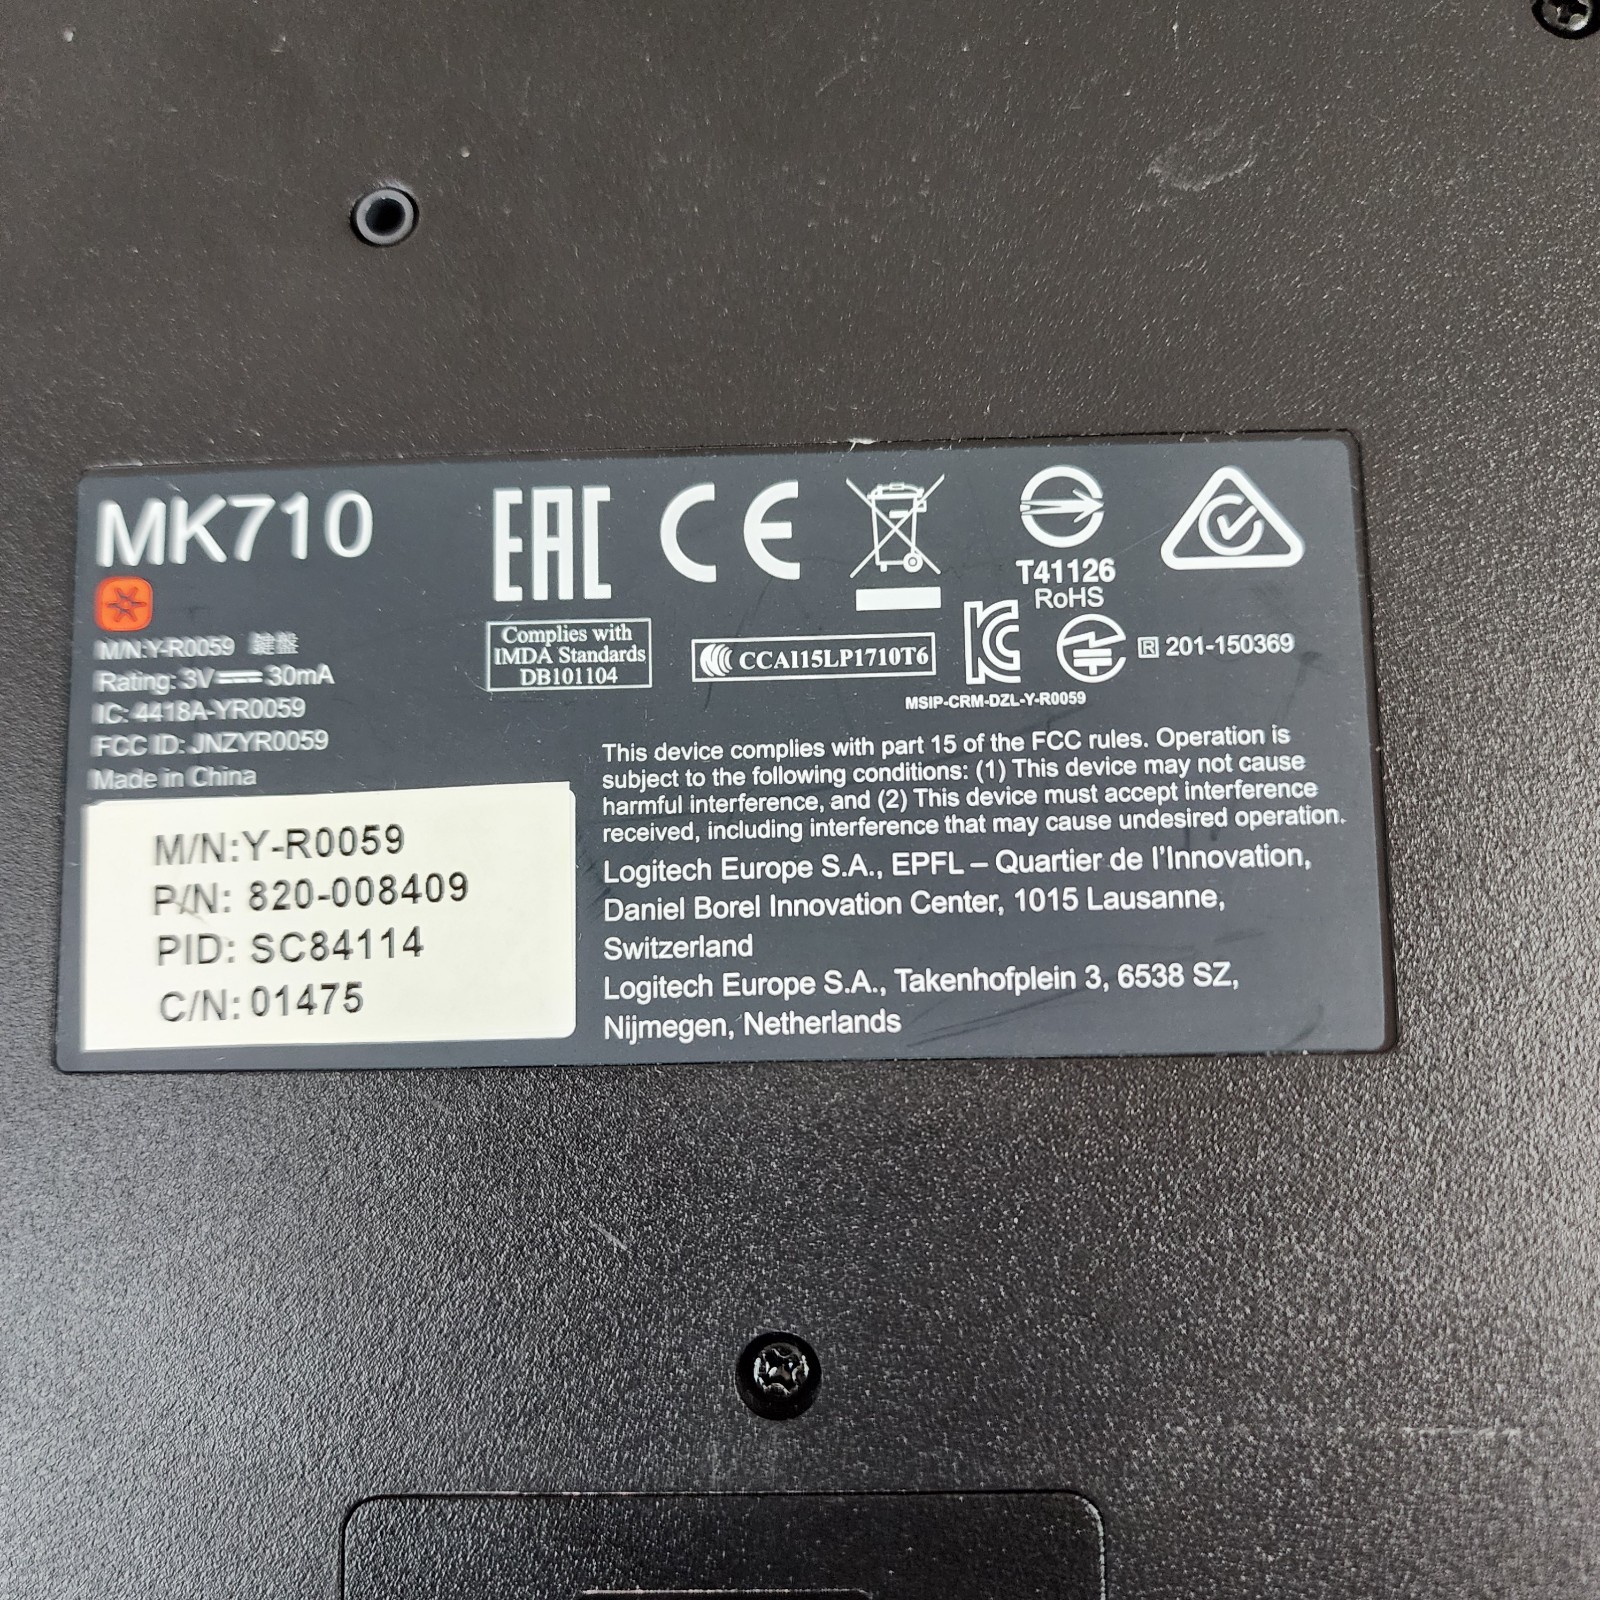 MK710
M/N:Y-R0059 鍵盤
Rating: 3V 30mA
IC: 4418A-YR0059
FCC ID: JNZYR0059
Made in China
M/N:Y-R0059
P/N: 820-008409
PID: SC84114
C/N: 01475
EAC CE
T41126
RoHS
Complies with
IMDA Standards
DB101104
CCAI15LP1710T6
KC
MSIP-CRM-DZL-Y-R0059
R 201-150369
This device complies with part 15 of the FCC rules. Operation is
subject to the following conditions: (1) This device may not cause
harmful interference, and (2) This device must accept interference
received, including interference that may cause undesired operation.
Logitech Europe S.A., EPFL – Quartier de l'Innovation,
Daniel Borel Innovation Center, 1015 Lausanne,
Switzerland
Logitech Europe S.A., Takenhofplein 3, 6538 SZ,
Nijmegen, Netherlands